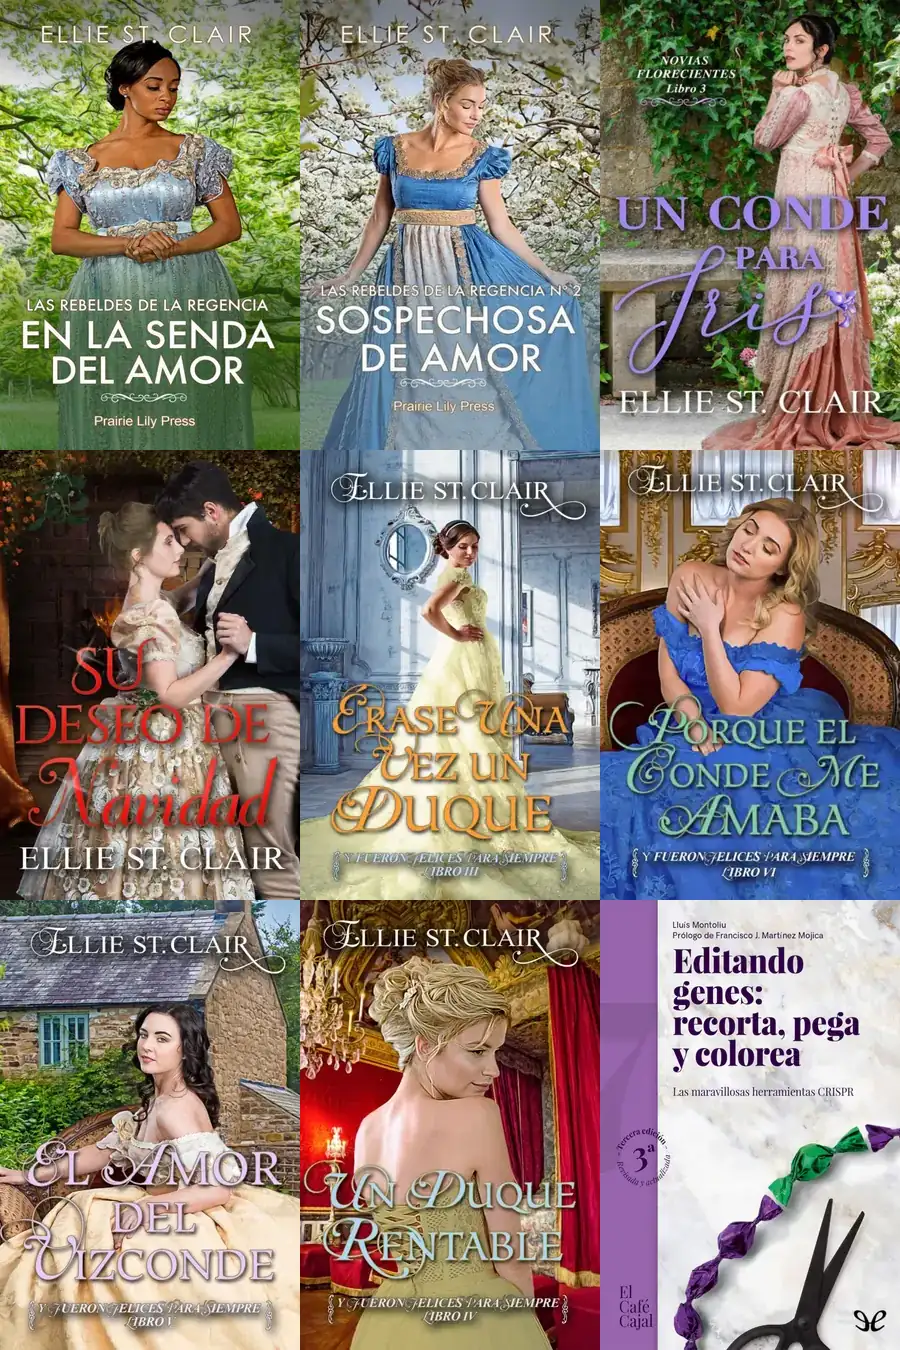 ELLIE ST. CLAIR
LAS REBELDES DE LA REGENCIA
EN LA SENDA
DEL AMOR
Prairie Lily Press
ELLIE ST. CLAIR
LAS REBELDES DE LA REGENCIA Nº 2
SOSPECHOSA
DE AMOR
Prairie Lily Press
NOVIAS
FLORECIENTES
Libro 3
UN CONDE
PARA
Iris
ELLIE ST. CLAIR
SU
DESEO DE
Navidad
ELLIE ST. CLAIR
ELLIE ST. CLAIR
ÉRASE UNA
VEZ UN
DUQUE
Y FUERON FELICES PARA SIEMPRE
LIBRO III
ELLIE ST. CLAIR
PORQUE EL
CONDE ME
AMABA
Y FUERON FELICES PARA SIEMPRE
LIBRO VI
ELLIE ST. CLAIR
EL AMOR
DEL
VIZCONDE
Y FUERON FELICES PARA SIEMPRE
LIBRO V
ELLIE ST. CLAIR
UN DUQUE
RENTABLE
Y FUERON FELICES PARA SIEMPRE
LIBRO IV
Lluís Montoliu
Prólogo de Francisco J. Martínez Mojica
Editando
genes:
recorta, pega
y colorea
Las maravillosas herramientas CRISPR
Tercera edición
3ª
Revisada y actualizada
7
El
Café
Cajal